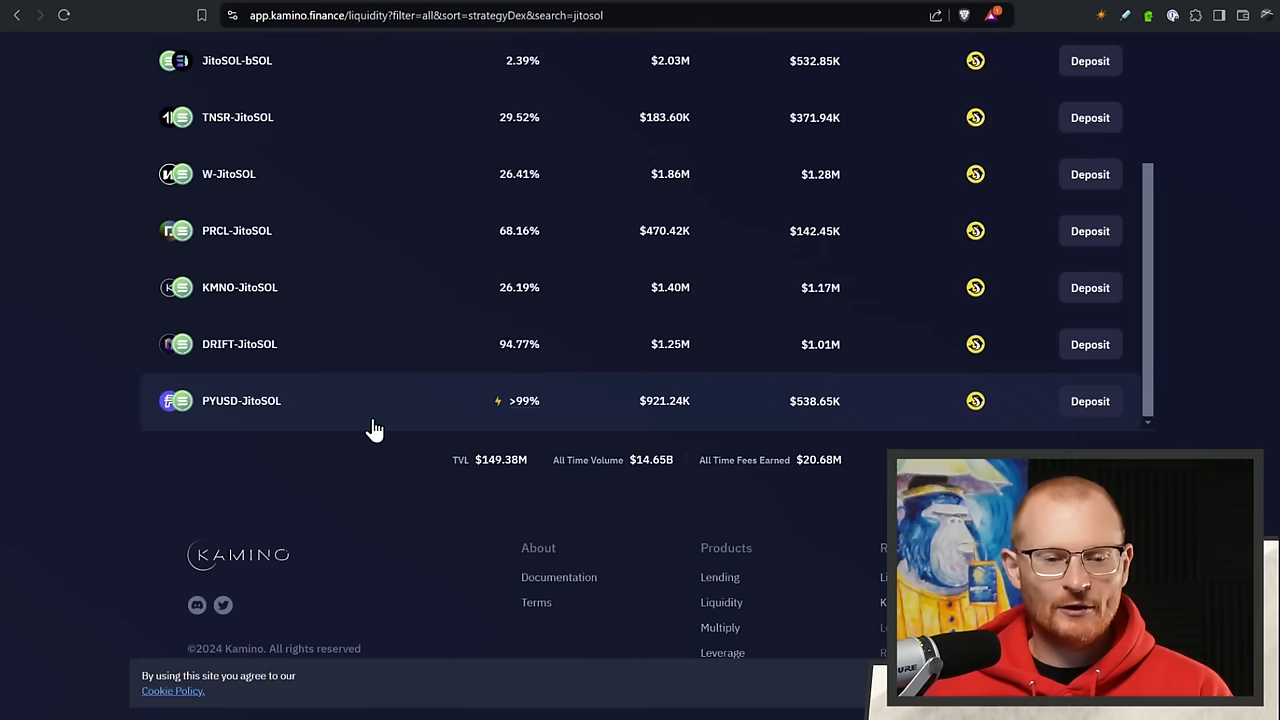 app.kamino.finance/liquidity?filter=all&sort=strategyDex&search=jitosol
JitoSOL-bSOL 2.39% $2.03M $532.85K Deposit
TNSR-JitoSOL 29.52% $183.60K $371.94K Deposit
W-JitoSOL 26.41% $1.86M $1.28M Deposit
PRCL-JitoSOL 68.16% $470.42K $142.45K Deposit
KMNO-JitoSOL 26.19% $1.40M $1.17M Deposit
DRIFT-JitoSOL 94.77% $1.25M $1.01M Deposit
PYUSD-JitoSOL >99% $921.24K $538.65K Deposit
TVL $149.38M All Time Volume $14.65B All Time Fees Earned $20.68M
KAMINO
About
Products
R
Documentation
Lending
Li
Terms
Liquidity
K
Multiply
Le
©2024 Kamino. All rights reserved
Leverage
R
By using this site you agree to our
Cookie Policy.
URE